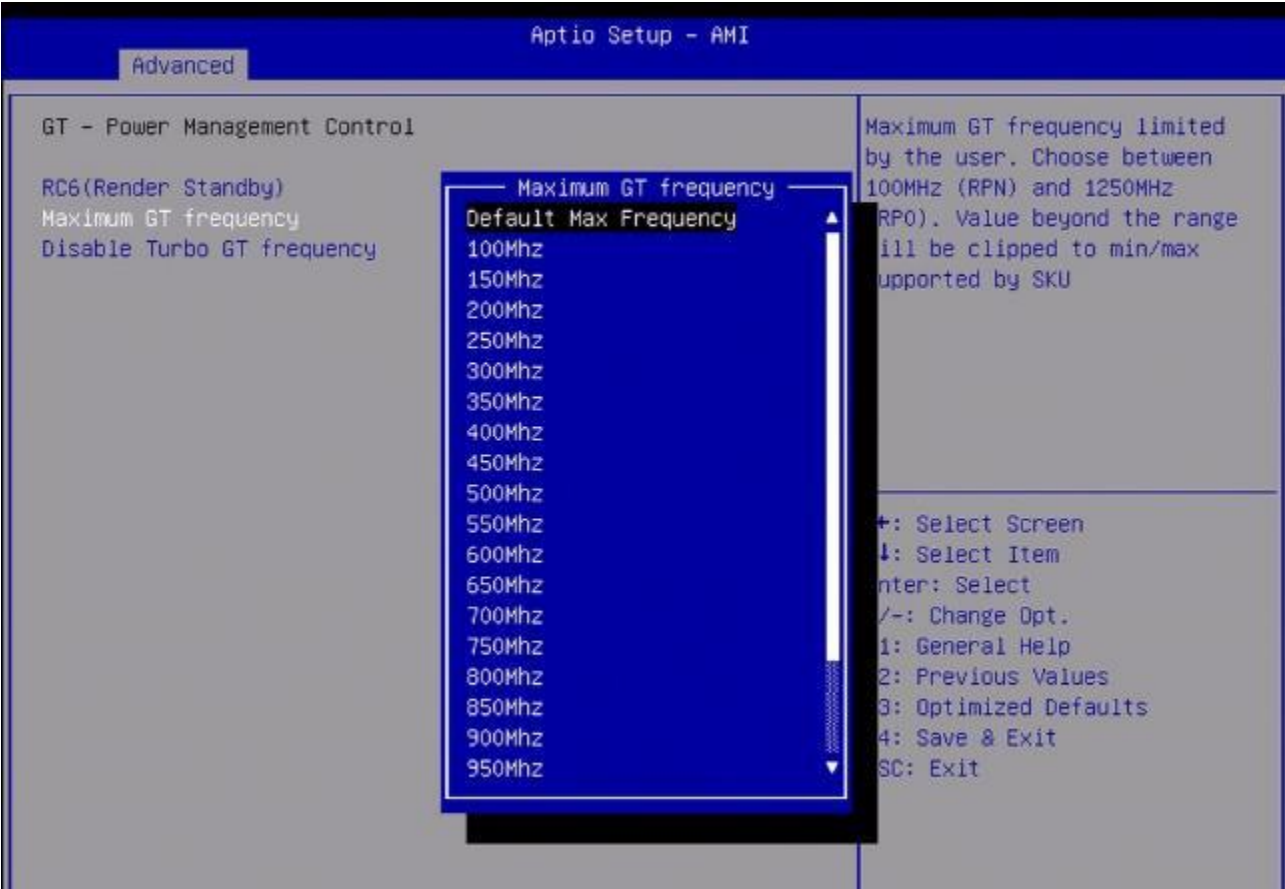 Aptio Setup - AMI
Advanced
GT - Power Management Control
RC6(Render Standby)
Maximum GT frequency
Disable Turbo GT frequency
Maximum GT frequency
Default Max Frequency
100Mhz
150Mhz
200Mhz
250Mhz
300Mhz
350Mhz
400Mhz
450Mhz
500Mhz
550Mhz
600Mhz
650Mhz
700Mhz
750Mhz
800Mhz
850Mhz
900Mhz
950Mhz
Maximum GT frequency limited
by the user. Choose between
100MHz (RPN) and 1250MHz
RP0). Value beyond the range
ill be clipped to min/max
upported by SKU
: Select Screen
↓: Select Item
nter: Select
/-: Change Opt.
1: General Help
2: Previous Values
3: Optimized Defaults
4: Save & Exit
SC: Exit